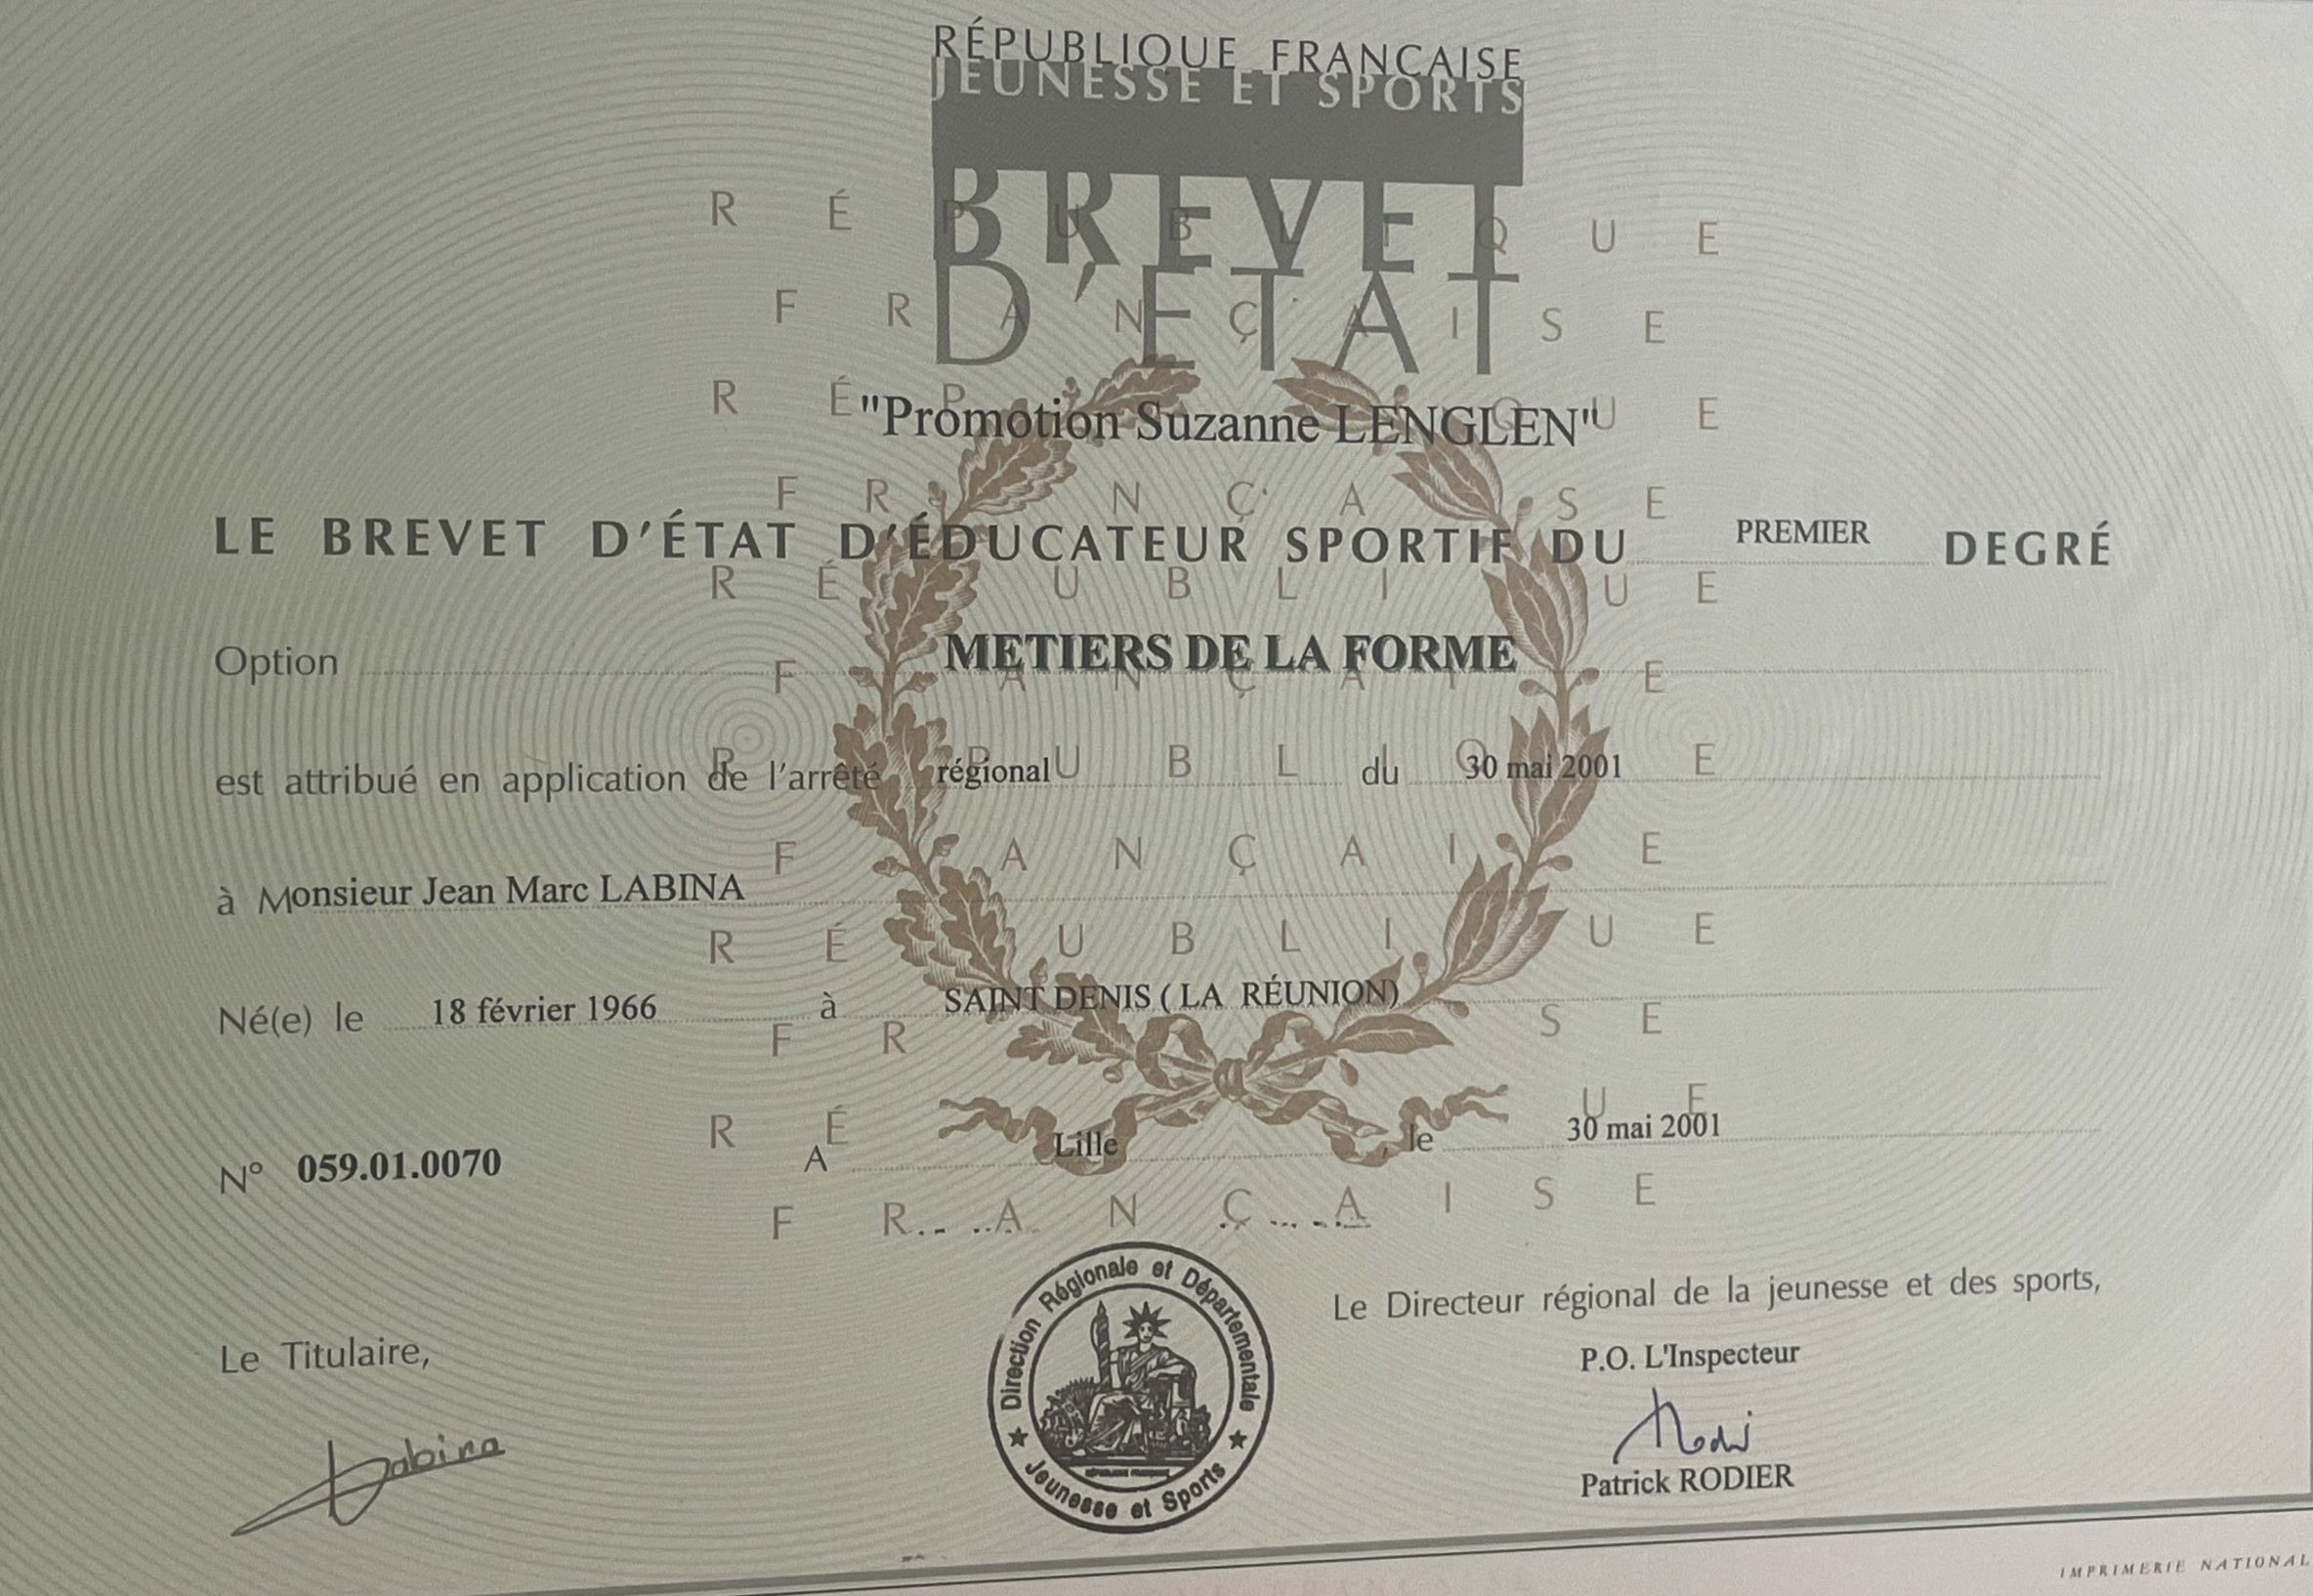 RÉPUBLIQUE FRANÇAISE
JEUNESSE ET SPORTS
BREVET
D'ÉTAT
"Promotion Suzanne LENGLEN"
LE BREVET D'ÉTAT D'ÉDUCATEUR SPORTIF DU PREMIER DEGRÉ
Option METIERS DE LA FORME
est attribué en application de l'arrêté régional du 30 mai 2001
à Monsieur Jean Marc LABINA
Né(e) le 18 février 1966 à SAINT DENIS ( LA RÉUNION)
N° 059.01.0070 A Lille, le 30 mai 2001
Le Directeur régional de la jeunesse et des sports,
P.O. L'Inspecteur
Le Titulaire,
Labina
Patrick RODIER
Direction Régionale et Départementale
Jeunesse et Sports
RÉPUBLIQUE
FRANÇAISE
IMPRIMERIE NATIONAL